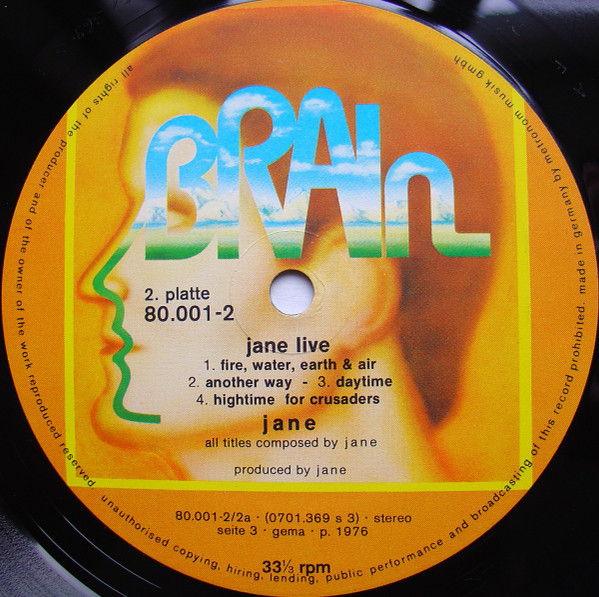 BRAIn
2. platte
80.001-2
jane live
1. fire, water, earth & air
2. another way - 3. daytime
4. hightime for crusaders
jane
all titles composed by jane
produced by jane
80.001-2/2a · (0701.369 s 3) · stereo
seite 3 · gema · p. 1976
33⅓ rpm
all rights of the producer and of the owner of the work reproduced reserved. unauthorised copying, hiring, lending, public performance and broadcasting of this record prohibited. made in germany by metronom musik gmbh